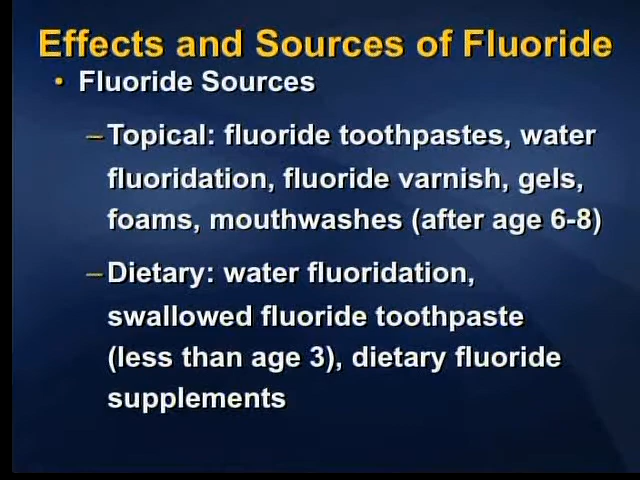 Effects and Sources of Fluoride
• Fluoride Sources
– Topical: fluoride toothpastes, water
fluoridation, fluoride varnish, gels,
foams, mouthwashes (after age 6-8)
– Dietary: water fluoridation,
swallowed fluoride toothpaste
(less than age 3), dietary fluoride
supplements